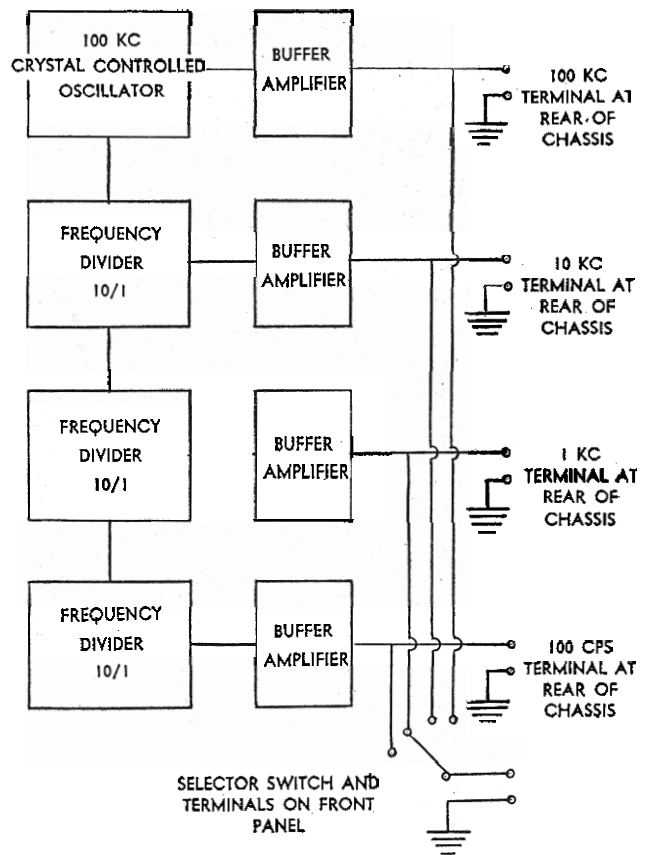 100 KC
CRYSTAL CONTROLLED
OSCILLATOR
BUFFER
AMPLIFIER
100 KC
TERMINAL AT
REAR OF
CHASSIS
FREQUENCY
DIVIDER
10/1
BUFFER
AMPLIFIER
10 KC
TERMINAL AT
REAR OF
CHASSIS
FREQUENCY
DIVIDER
10/1
BUFFER
AMPLIFIER
1 KC
TERMINAL AT
REAR OF
CHASSIS
FREQUENCY
DIVIDER
10/1
BUFFER
AMPLIFIER
100 CPS
TERMINAL AT
REAR OF
CHASSIS
SELECTOR SWITCH AND
TERMINALS ON FRONT
PANEL